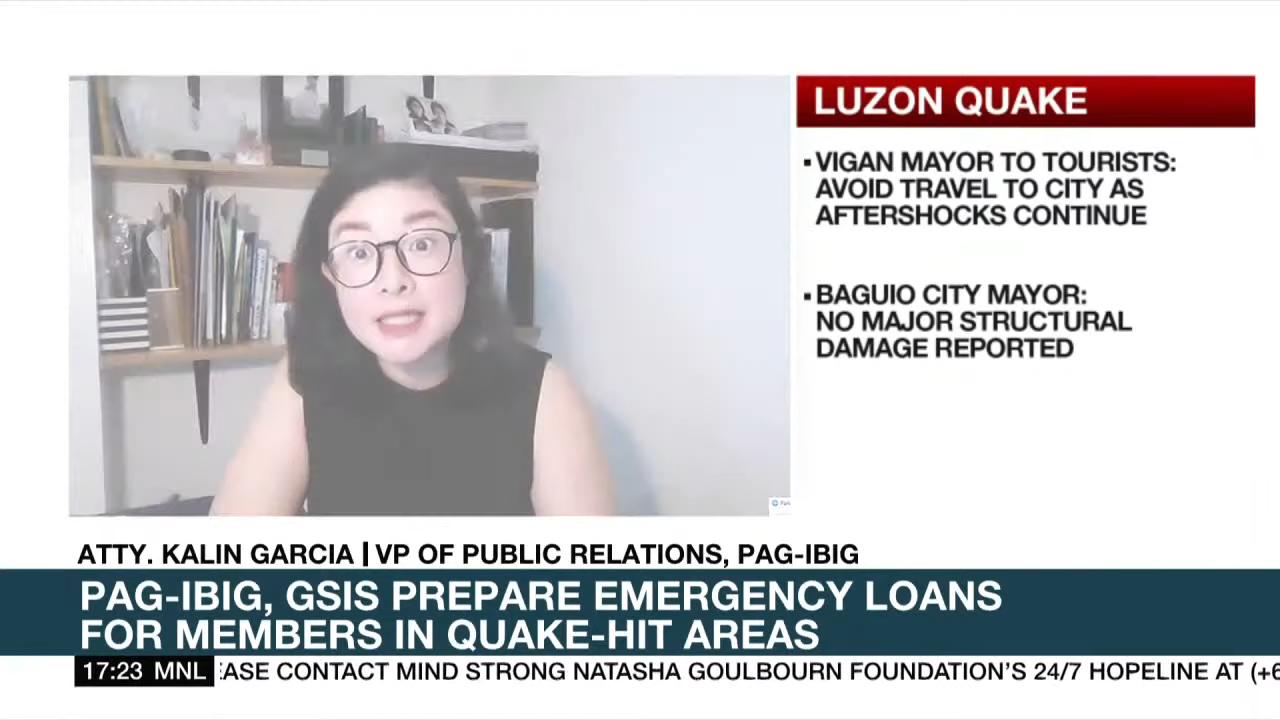 LUZON QUAKE
▪VIGAN MAYOR TO TOURISTS:
AVOID TRAVEL TO CITY AS
AFTERSHOCKS CONTINUE
▪BAGUIO CITY MAYOR:
NO MAJOR STRUCTURAL
DAMAGE REPORTED
ATTY. KALIN GARCIA | VP OF PUBLIC RELATIONS, PAG-IBIG
PAG-IBIG, GSIS PREPARE EMERGENCY LOANS
FOR MEMBERS IN QUAKE-HIT AREAS
17:23 MNL EASE CONTACT MIND STRONG NATASHA GOULBOURN FOUNDATION'S 24/7 HOPELINE AT (+6